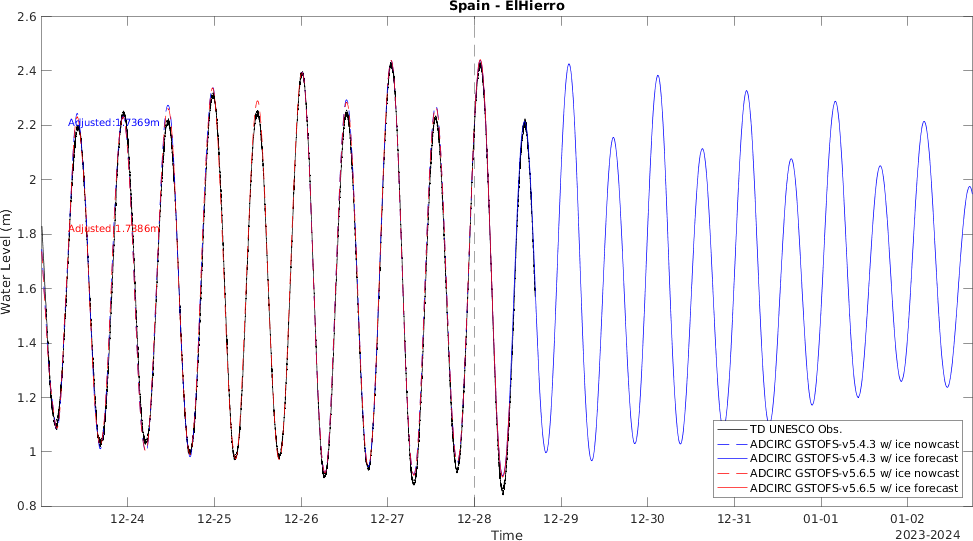 Spain - ElHierro
2.6
2.4
2.2
2
1.8
1.6
1.4
1.2
1
0.8
Water Level (m)
Adjusted:1.7369m
Adjusted:1.7386m
TD UNESCO Obs.
ADCIRC GSTOFS-v5.4.3 w/ ice nowcast
ADCIRC GSTOFS-v5.4.3 w/ ice forecast
ADCIRC GSTOFS-v5.6.5 w/ ice nowcast
ADCIRC GSTOFS-v5.6.5 w/ ice forecast
12-24 12-25 12-26 12-27 12-28 12-29 12-30 12-31 01-01 01-02
Time
2023-2024